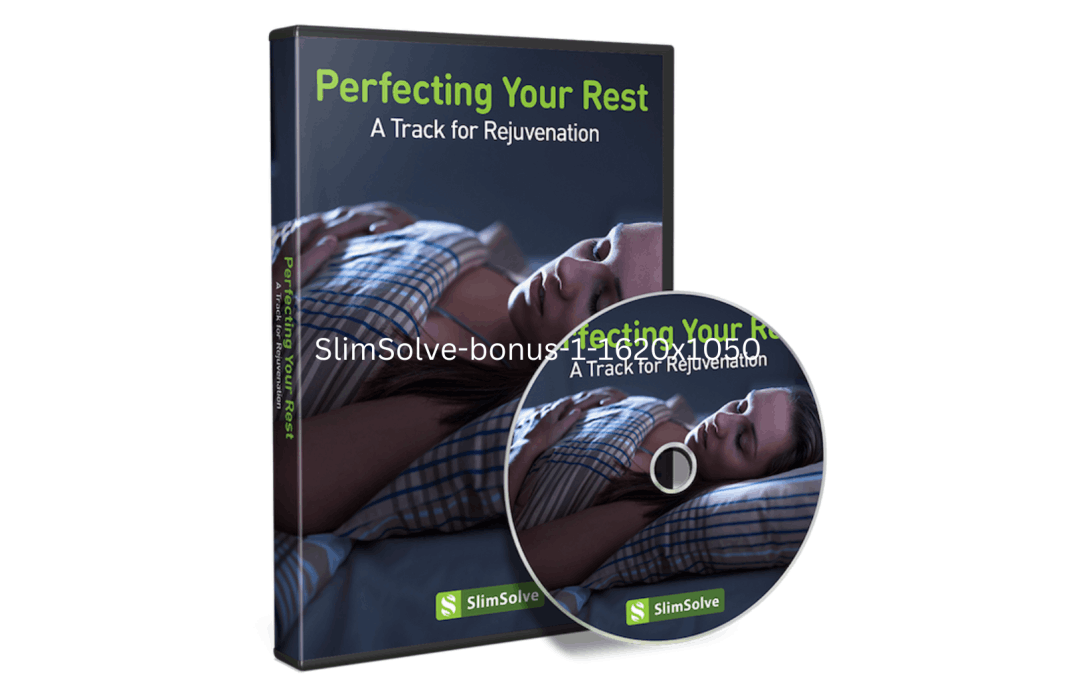 Perfecting Your Rest
A Track for Rejuvenation
Perfecting Your Rest
A Track for Rejuvenation
SlimSolve-bonus-1-1620x1050
Your
A Track for Rejuvenation
S SlimSolve
S SlimSolve